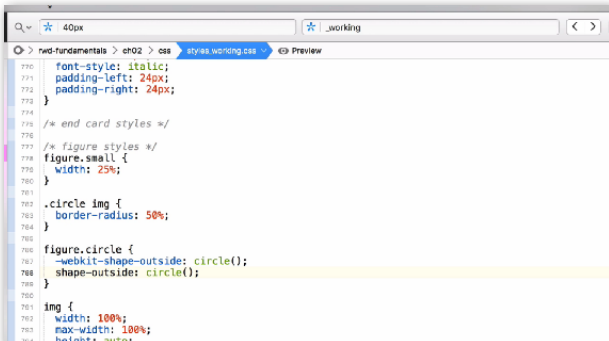 40px
_working
rwd-fundamentals > ch02 > css
styles_working.css
Preview
770 font-style: italic;
771 padding-left: 24px;
772 padding-right: 24px;
773 }
774
775 /* end card styles */
776
777 /* figure styles */
778 figure.small {
779 width: 25%;
780 }
781
782 .circle img {
783 border-radius: 50%;
784 }
785
786 figure.circle {
787 -webkit-shape-outside: circle();
788 shape-outside: circle();
789 }
790
791 img {
792 width: 100%;
793 max-width: 100%;
height: auto;